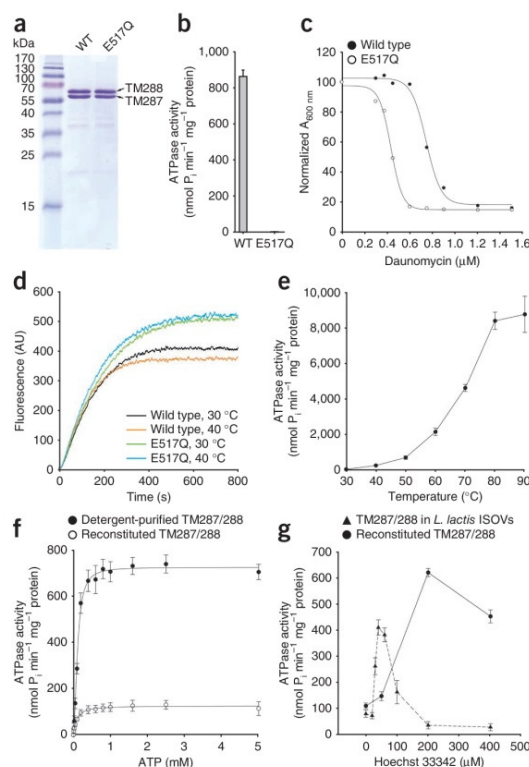 a
kDa
WT
E517Q
170
130
100
70
55
40
35
25
15
TM288
TM287
b
ATPase activity
(nmol Pi min−1 mg−1 protein)
1,000
800
600
400
200
0
WT E517Q
c
Wild type
E517Q
Normalized A600 nm
120
100
80
60
40
20
0
0 0.3 0.6 0.9 1.2 1.5 1.8
Daunomycin (μM)
d
Fluorescence (AU)
600
500
400
300
200
100
0
Wild type, 30 °C
Wild type, 40 °C
E517Q, 30 °C
E517Q, 40 °C
0 200 400 600 800
Time (s)
e
ATPase activity
(nmol Pi min−1 mg−1 protein)
10,000
8,000
6,000
4,000
2,000
0
30 40 50 60 70 80 90
Temperature (°C)
f
Detergent-purified TM287/288
Reconstituted TM287/288
ATPase activity
(nmol Pi min−1 mg−1 protein)
800
600
400
200
0
0 1 2 3 4 5
ATP (mM)
g
TM287/288 in L. lactis ISOVs
Reconstituted TM287/288
ATPase activity
(nmol Pi min−1 mg−1 protein)
700
600
500
400
300
200
100
0
0 100 200 300 400 500
Hoechst 33342 (μM)